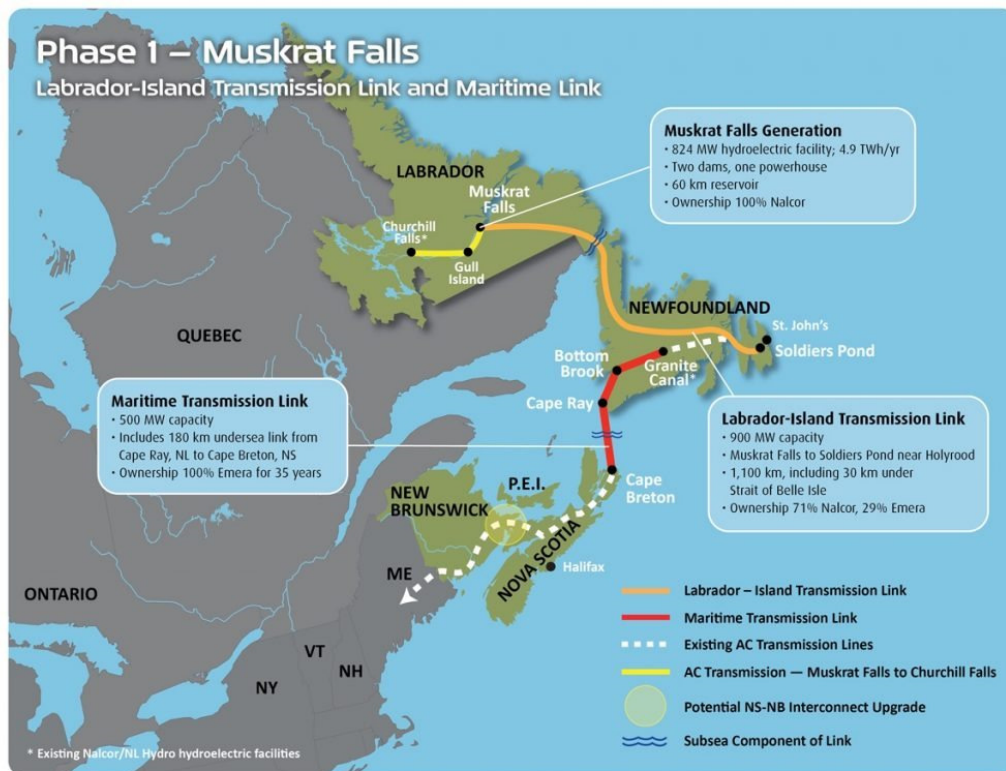 Phase 1 – Muskrat Falls
Labrador-Island Transmission Link and Maritime Link
Muskrat Falls Generation
• 824 MW hydroelectric facility; 4.9 TWh/yr
• Two dams, one powerhouse
• 60 km reservoir
• Ownership 100% Nalcor
LABRADOR
Muskrat
Falls
Churchill
Falls*
Gull
Island
QUEBEC
NEWFOUNDLAND
St. John's
Soldiers Pond
Bottom
Brook
Granite
Canal*
Cape Ray
Maritime Transmission Link
• 500 MW capacity
• Includes 180 km undersea link from
Cape Ray, NL to Cape Breton, NS
• Ownership 100% Emera for 35 years
Labrador-Island Transmission Link
• 900 MW capacity
• Muskrat Falls to Soldiers Pond near Holyrood
• 1,100 km, including 30 km under
Strait of Belle Isle
• Ownership 71% Nalcor, 29% Emera
Cape
Breton
P.E.I.
NEW
BRUNSWICK
NOVA SCOTIA
Halifax
ME
ONTARIO
VT
NH
NY
Labrador – Island Transmission Link
Maritime Transmission Link
Existing AC Transmission Lines
AC Transmission — Muskrat Falls to Churchill Falls
Potential NS-NB Interconnect Upgrade
Subsea Component of Link
* Existing Nalcor/NL Hydro hydroelectric facilities